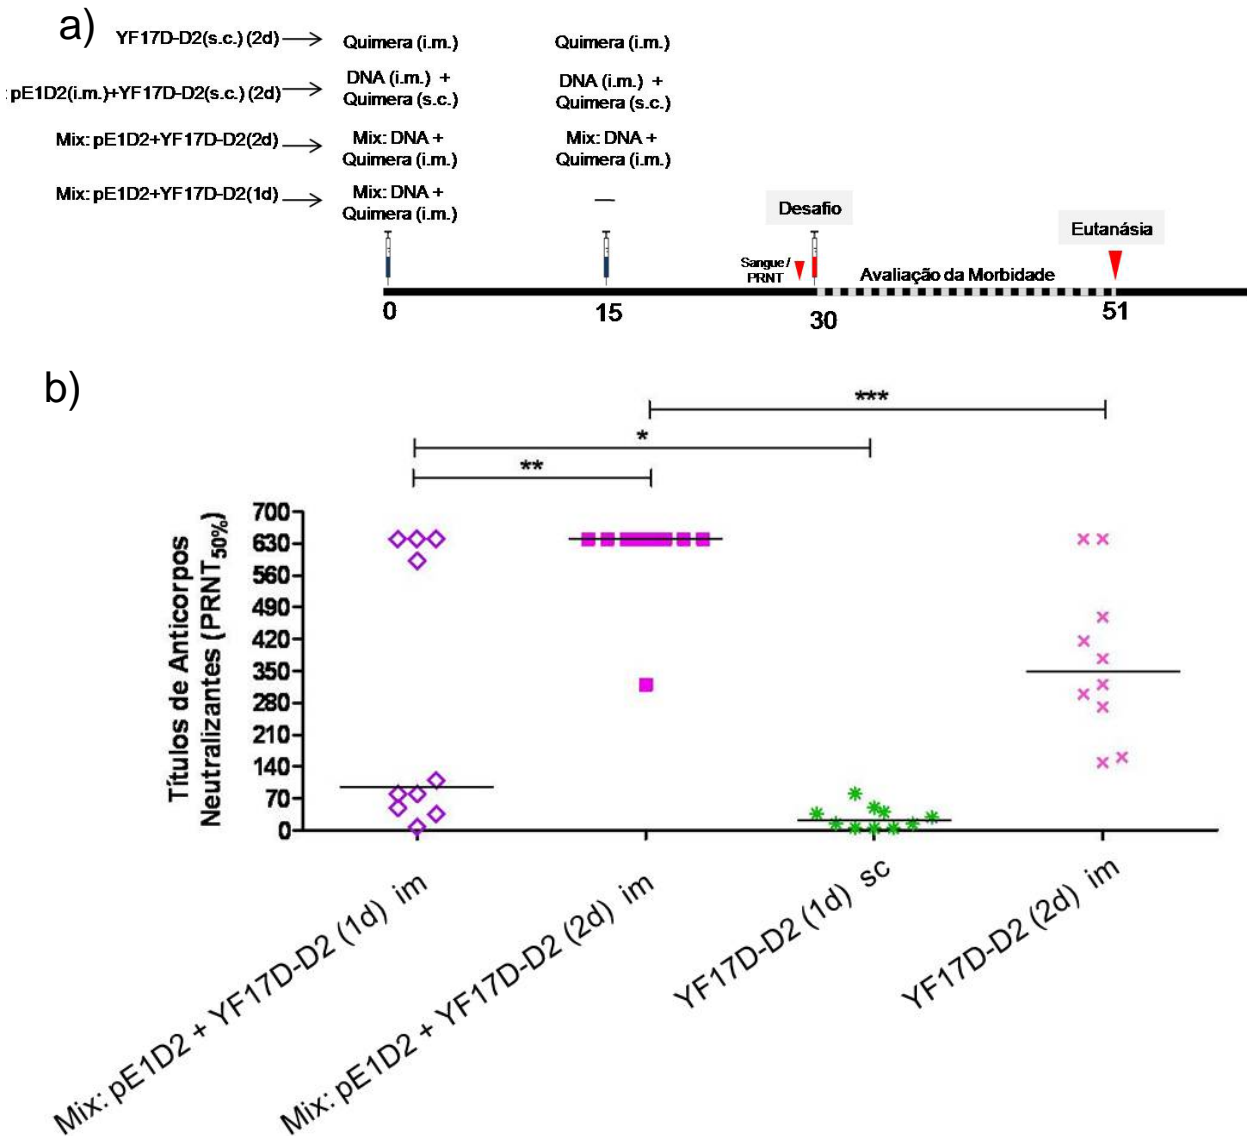 a)
YF17D-D2(s.c.) (2d) Quimera (i.m.) Quimera (i.m.)
: pE1D2(i.m.)+YF17D-D2(s.c.) (2d) DNA (i.m.) + DNA (i.m.) +
Quimera (s.c.) Quimera (s.c.)
Mix: pE1D2+YF17D-D2(2d) Mix: DNA + Mix: DNA +
Quimera (i.m.) Quimera (i.m.)
Mix: pE1D2+YF17D-D2(1d) Mix: DNA + —
Quimera (i.m.)
Desafio
Eutanásia
Sangue /
PRNT
Avaliação da Morbidade
0 15 30 51
b)
***
*
**
Títulos de Anticorpos
Neutralizantes (PRNT50%)
700
630
560
490
420
350
280
210
140
70
0
Mix: pE1D2 + YF17D-D2 (1d) im
Mix: pE1D2 + YF17D-D2 (2d) im
YF17D-D2 (1d) sc
YF17D-D2 (2d) im